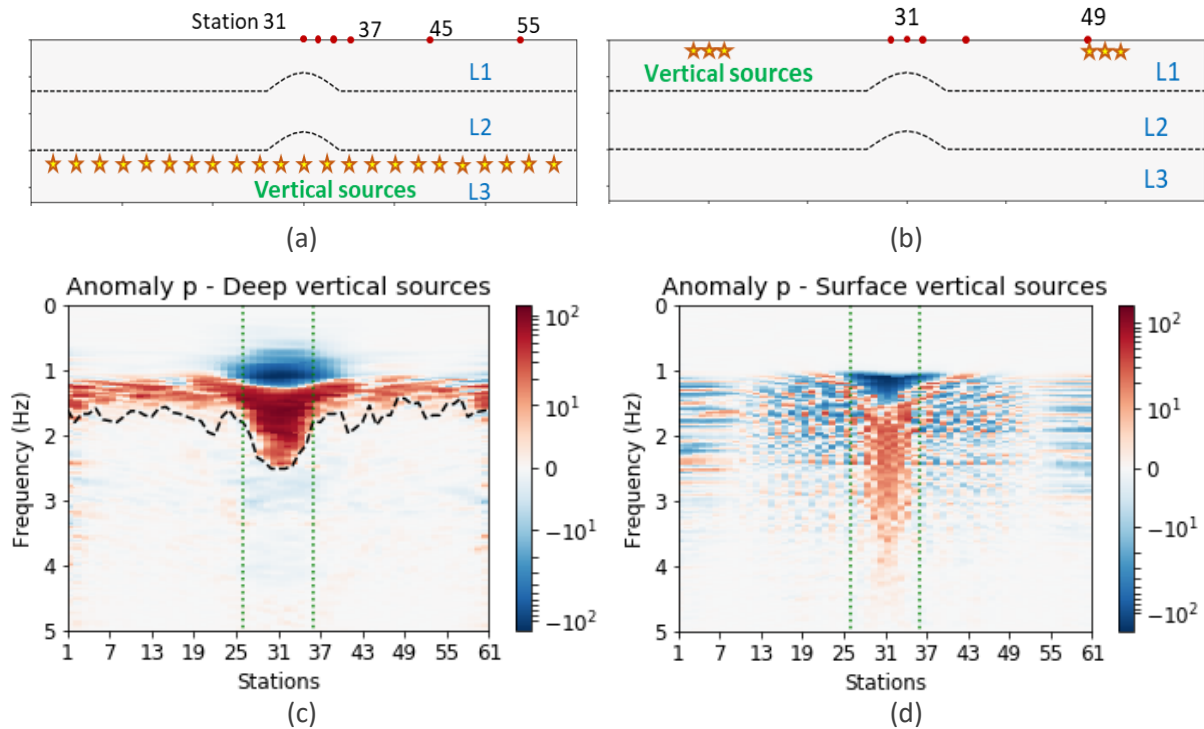 Station 31 37 45 55
L1
L2
Vertical sources L3
(a)
31 49
Vertical sources L1
L2
L3
(b)
Anomaly p - Deep vertical sources
Frequency (Hz)
0
1
2
3
4
5
1 7 13 19 25 31 37 43 49 55 61
Stations
10²
10¹
0
−10¹
−10²
(c)
Anomaly p - Surface vertical sources
Frequency (Hz)
0
1
2
3
4
5
1 7 13 19 25 31 37 43 49 55 61
Stations
10²
10¹
0
−10¹
−10²
(d)